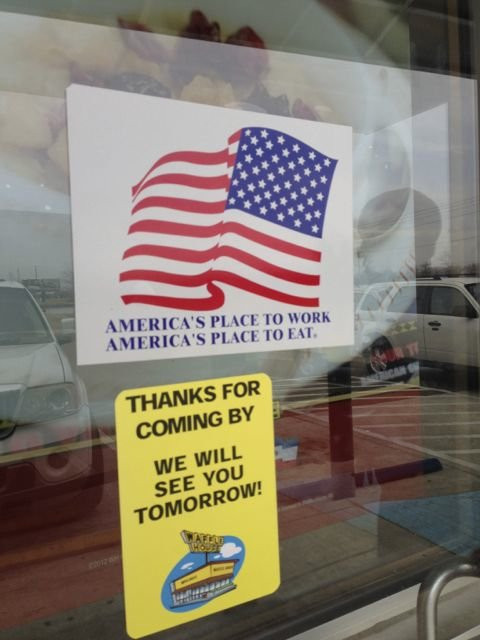 AMERICA'S PLACE TO WORK
AMERICA'S PLACE TO EAT.
THANKS FOR
COMING BY
WE WILL
SEE YOU
TOMORROW!
WAFFLE
HOUSE